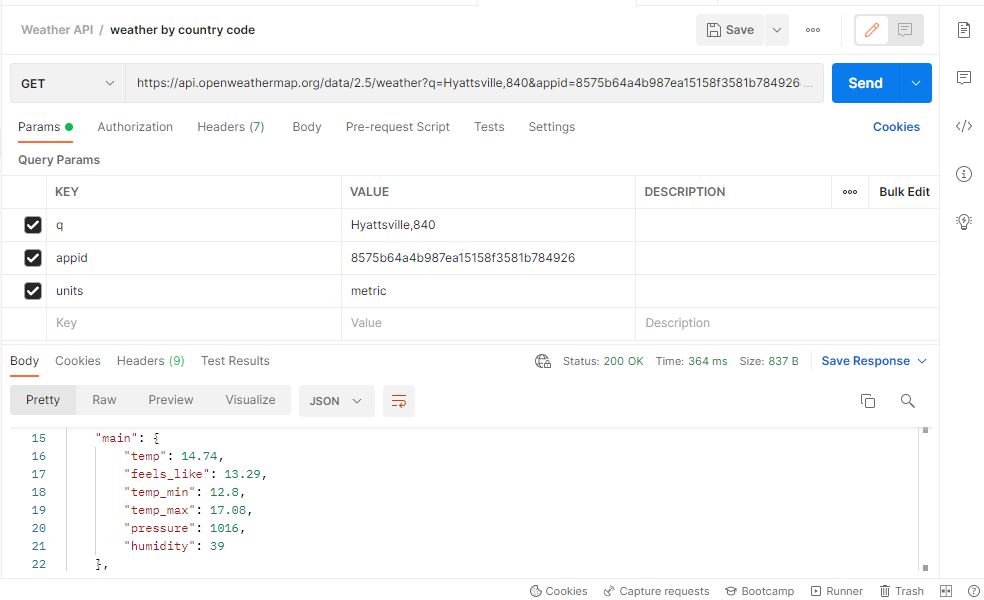 Weather API / weather by country code
Save
GET https://api.openweathermap.org/data/2.5/weather?q=Hyattsville,840&appid=8575b64a4b987ea15158f3581b784926 ...
Send
Params Authorization Headers (7) Body Pre-request Script Tests Settings Cookies
Query Params
KEY VALUE DESCRIPTION Bulk Edit
q Hyattsville,840
appid 8575b64a4b987ea15158f3581b784926
units metric
Key Value Description
Body Cookies Headers (9) Test Results Status: 200 OK Time: 364 ms Size: 837 B Save Response
Pretty Raw Preview Visualize JSON
15 "main": {
16 "temp": 14.74,
17 "feels_like": 13.29,
18 "temp_min": 12.8,
19 "temp_max": 17.08,
20 "pressure": 1016,
21 "humidity": 39
22 },
Cookies Capture requests Bootcamp Runner Trash